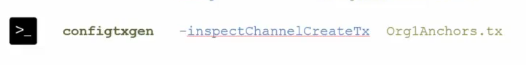 >_ configtxgen -inspectChannelCreateTx Org1Anchors.tx